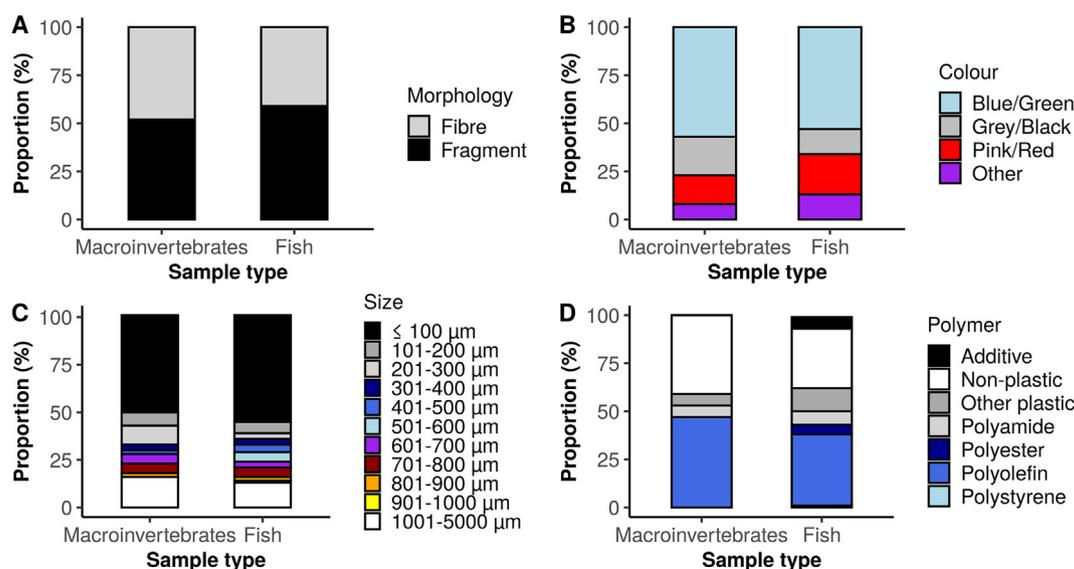 A
Proportion (%)
100
75
50
25
0
Macroinvertebrates Fish
Sample type
Morphology
Fibre
Fragment
B
Proportion (%)
100
75
50
25
0
Macroinvertebrates Fish
Sample type
Colour
Blue/Green
Grey/Black
Pink/Red
Other
C
Proportion (%)
100
75
50
25
0
Macroinvertebrates Fish
Sample type
Size
≤ 100 µm
101-200 µm
201-300 µm
301-400 µm
401-500 µm
501-600 µm
601-700 µm
701-800 µm
801-900 µm
901-1000 µm
1001-5000 µm
D
Proportion (%)
100
75
50
25
0
Macroinvertebrates Fish
Sample type
Polymer
Additive
Non-plastic
Other plastic
Polyamide
Polyester
Polyolefin
Polystyrene